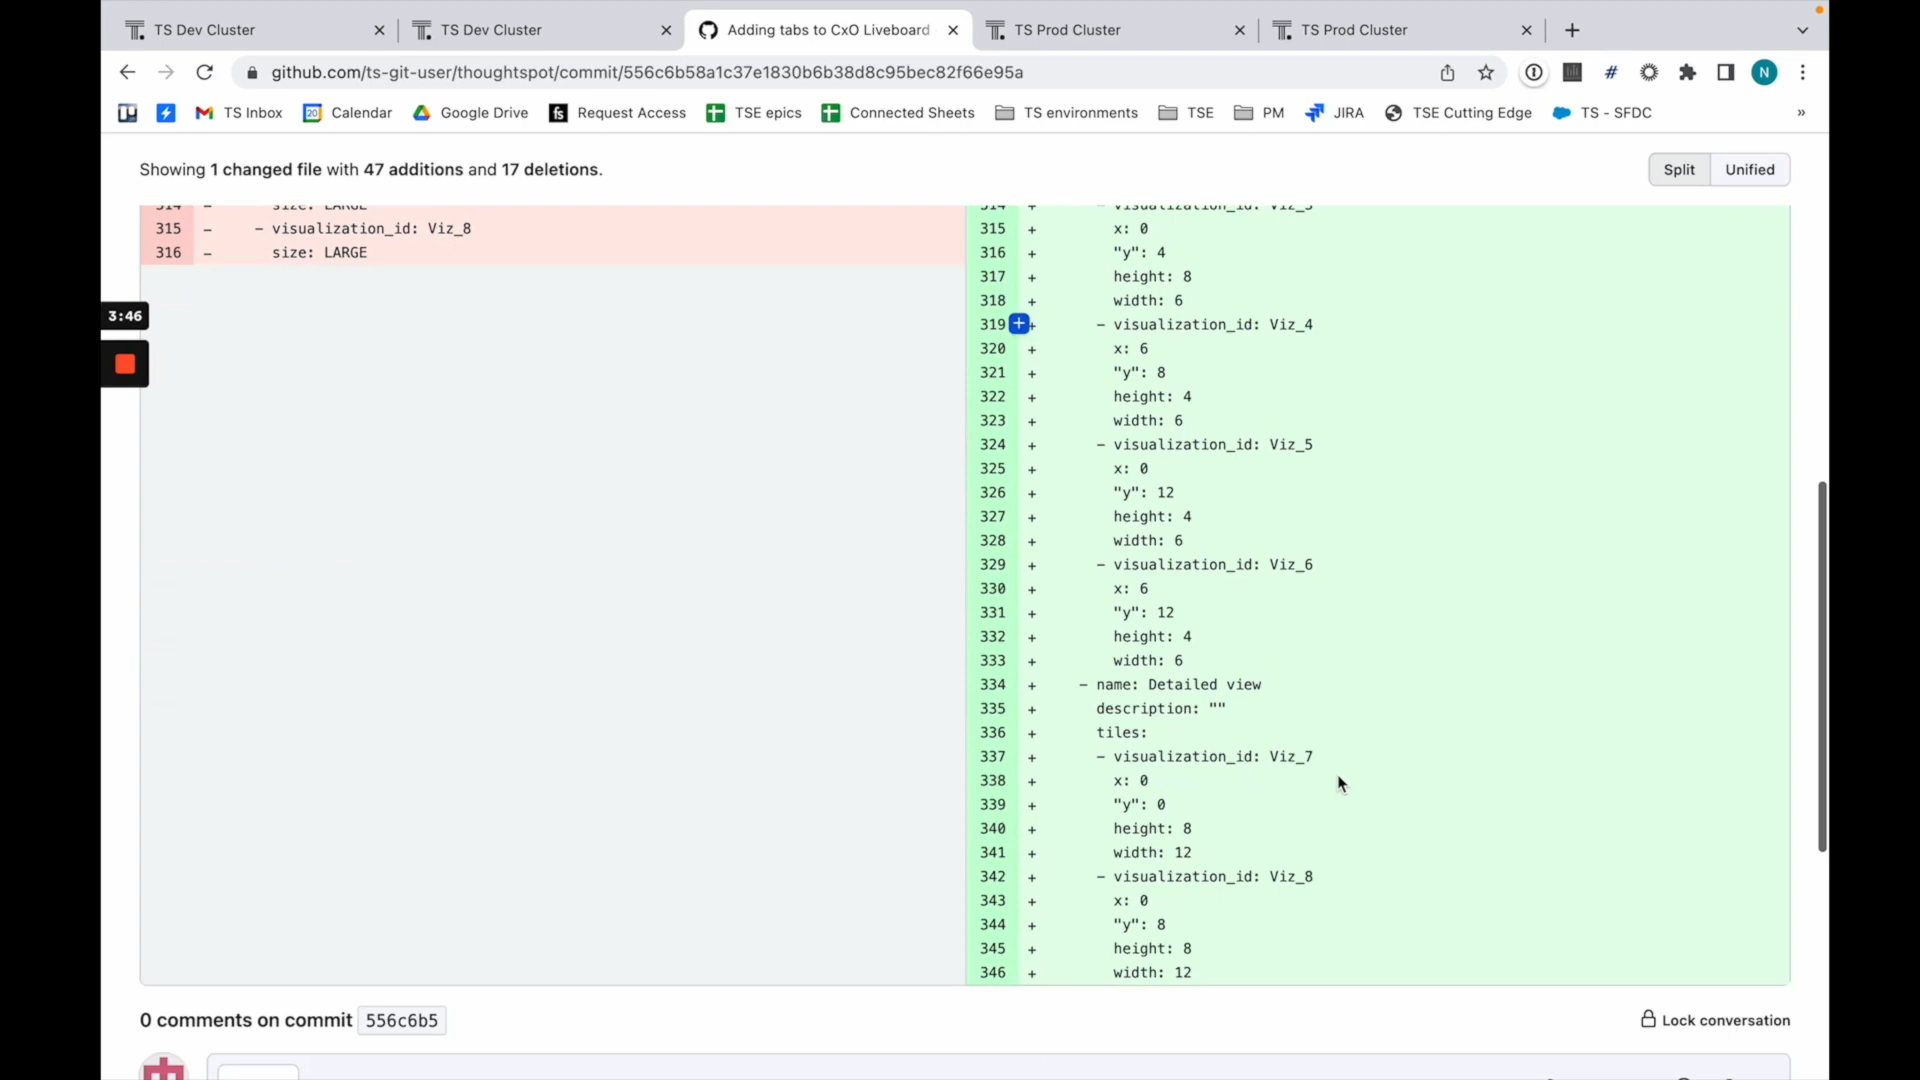 TS Dev Cluster TS Dev Cluster Adding tabs to CxO Liveboard TS Prod Cluster TS Prod Cluster
github.com/ts-git-user/thoughtspot/commit/556c6b58a1c37e1830b6b38d8c95bec82f66e95a # N
TS Inbox 20 Calendar Google Drive fs Request Access TSE epics Connected Sheets TS environments TSE PM JIRA TSE Cutting Edge TS - SFDC »
Showing 1 changed file with 47 additions and 17 deletions. Split Unified
314 - size: LARGE 314 + - visualization_id: Viz_3
315 - - visualization_id: Viz_8 315 + x: 0
316 - size: LARGE 316 + "y": 4
317 + height: 8
318 + width: 6
3:46
319 + - visualization_id: Viz_4
320 + x: 6
321 + "y": 8
322 + height: 4
323 + width: 6
324 + - visualization_id: Viz_5
325 + x: 0
326 + "y": 12
327 + height: 4
328 + width: 6
329 + - visualization_id: Viz_6
330 + x: 6
331 + "y": 12
332 + height: 4
333 + width: 6
334 + - name: Detailed view
335 + description: ""
336 + tiles:
337 + - visualization_id: Viz_7
338 + x: 0
339 + "y": 0
340 + height: 8
341 + width: 12
342 + - visualization_id: Viz_8
343 + x: 0
344 + "y": 8
345 + height: 8
346 + width: 12
0 comments on commit 556c6b5 Lock conversation